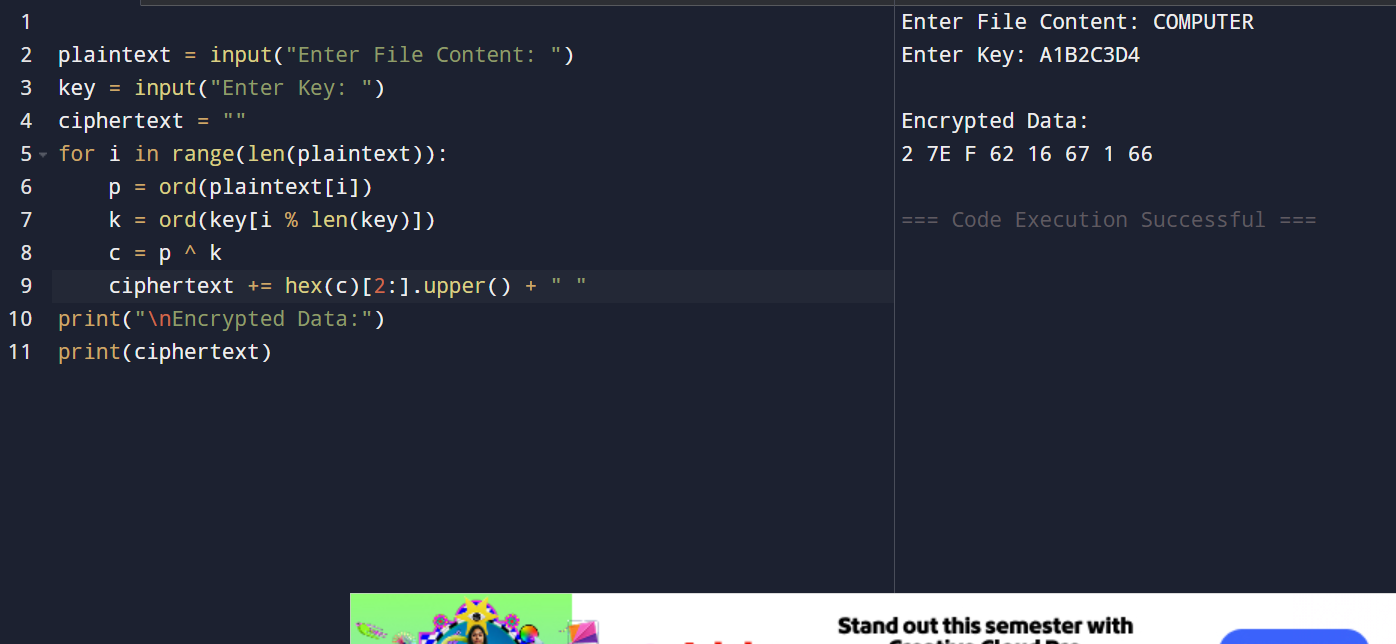 1
2 plaintext = input("Enter File Content: ")
3 key = input("Enter Key: ")
4 ciphertext = ""
5 for i in range(len(plaintext)):
6     p = ord(plaintext[i])
7     k = ord(key[i % len(key)])
8     c = p ^ k
9     ciphertext += hex(c)[2:].upper() + " "
10 print("\nEncrypted Data:")
11 print(ciphertext)
Enter File Content: COMPUTER
Enter Key: A1B2C3D4
Encrypted Data:
2 7E F 62 16 67 1 66
=== Code Execution Successful ===
Stand out this semester with
Creative Cloud Pro